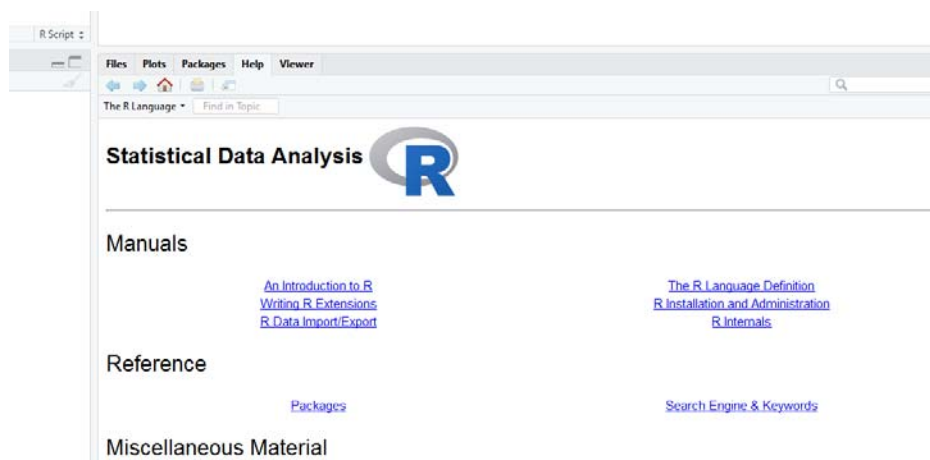 R Script
Files Plots Packages Help Viewer
The R Language Find in Topic
Statistical Data Analysis R
Manuals
An Introduction to R The R Language Definition
Writing R Extensions R Installation and Administration
R Data Import/Export R Internals
Reference
Packages Search Engine & Keywords
Miscellaneous Material